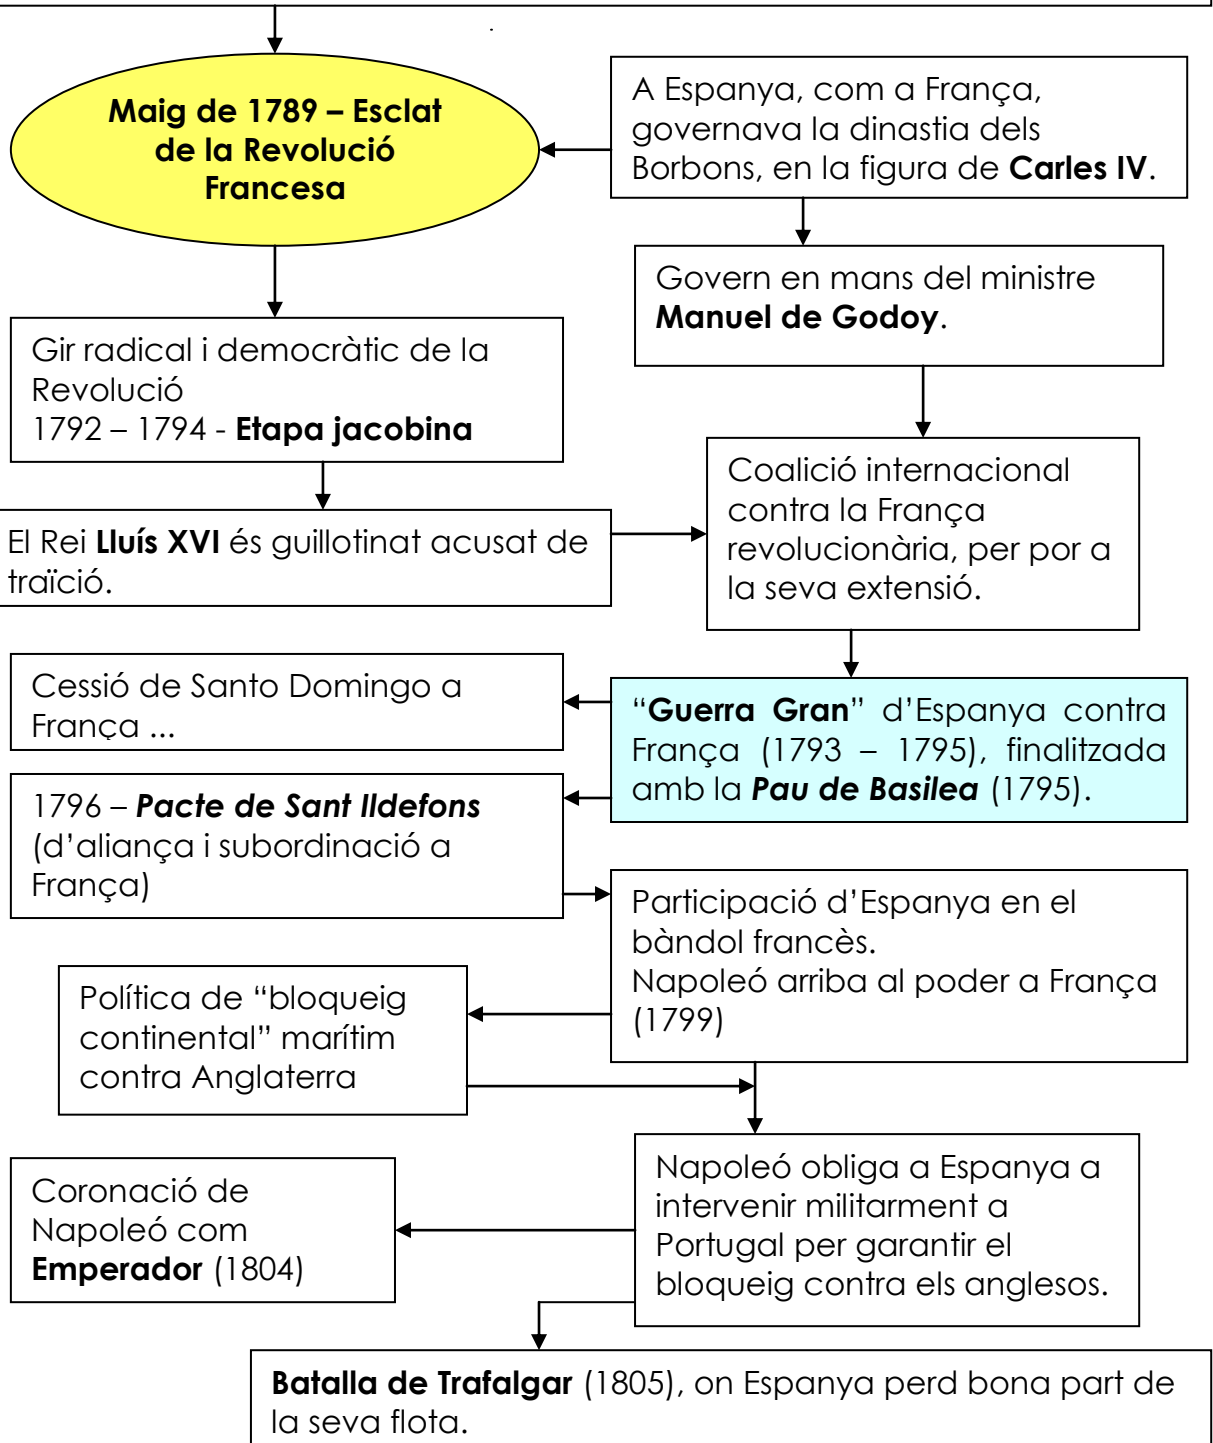 Maig de 1789 – Esclat
de la Revolució
Francesa
A Espanya, com a França,
governava la dinastia dels
Borbons, en la figura de Carles IV.
Govern en mans del ministre
Manuel de Godoy.
Gir radical i democràtic de la
Revolució
1792 – 1794 - Etapa jacobina
Coalició internacional
contra la França
revolucionària, per por a
la seva extensió.
El Rei Lluís XVI és guillotinat acusat de
traïció.
Cessió de Santo Domingo a
França ...
“Guerra Gran” d’Espanya contra
França (1793 – 1795), finalitzada
amb la Pau de Basilea (1795).
1796 – Pacte de Sant Ildefons
(d’aliança i subordinació a
França)
Participació d’Espanya en el
bàndol francès.
Napoleó arriba al poder a França
(1799)
Política de “bloqueig
continental” marítim
contra Anglaterra
Napoleó obliga a Espanya a
intervenir militarment a
Portugal per garantir el
bloqueig contra els anglesos.
Coronació de
Napoleó com
Emperador (1804)
Batalla de Trafalgar (1805), on Espanya perd bona part de
la seva flota.